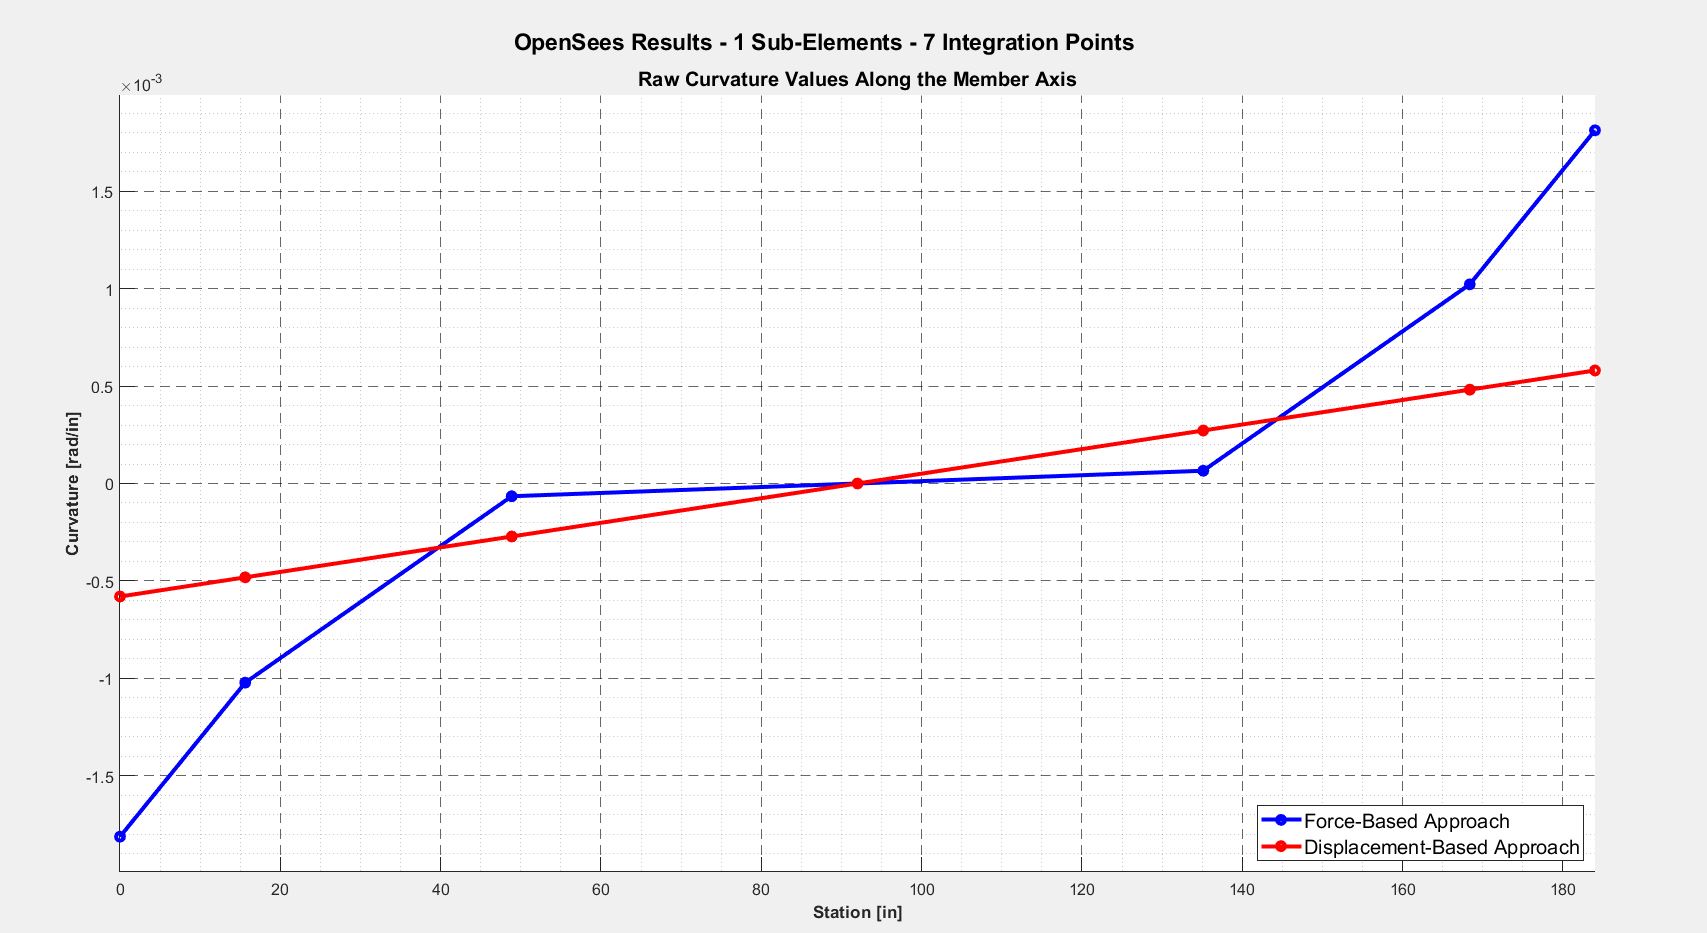 OpenSees Results - 1 Sub-Elements - 7 Integration Points
Raw Curvature Values Along the Member Axis
×10-3
1.5
1
0.5
0
-0.5
-1
-1.5
Curvature [rad/in]
0 20 40 60 80 100 120 140 160 180
Station [in]
Force-Based Approach
Displacement-Based Approach